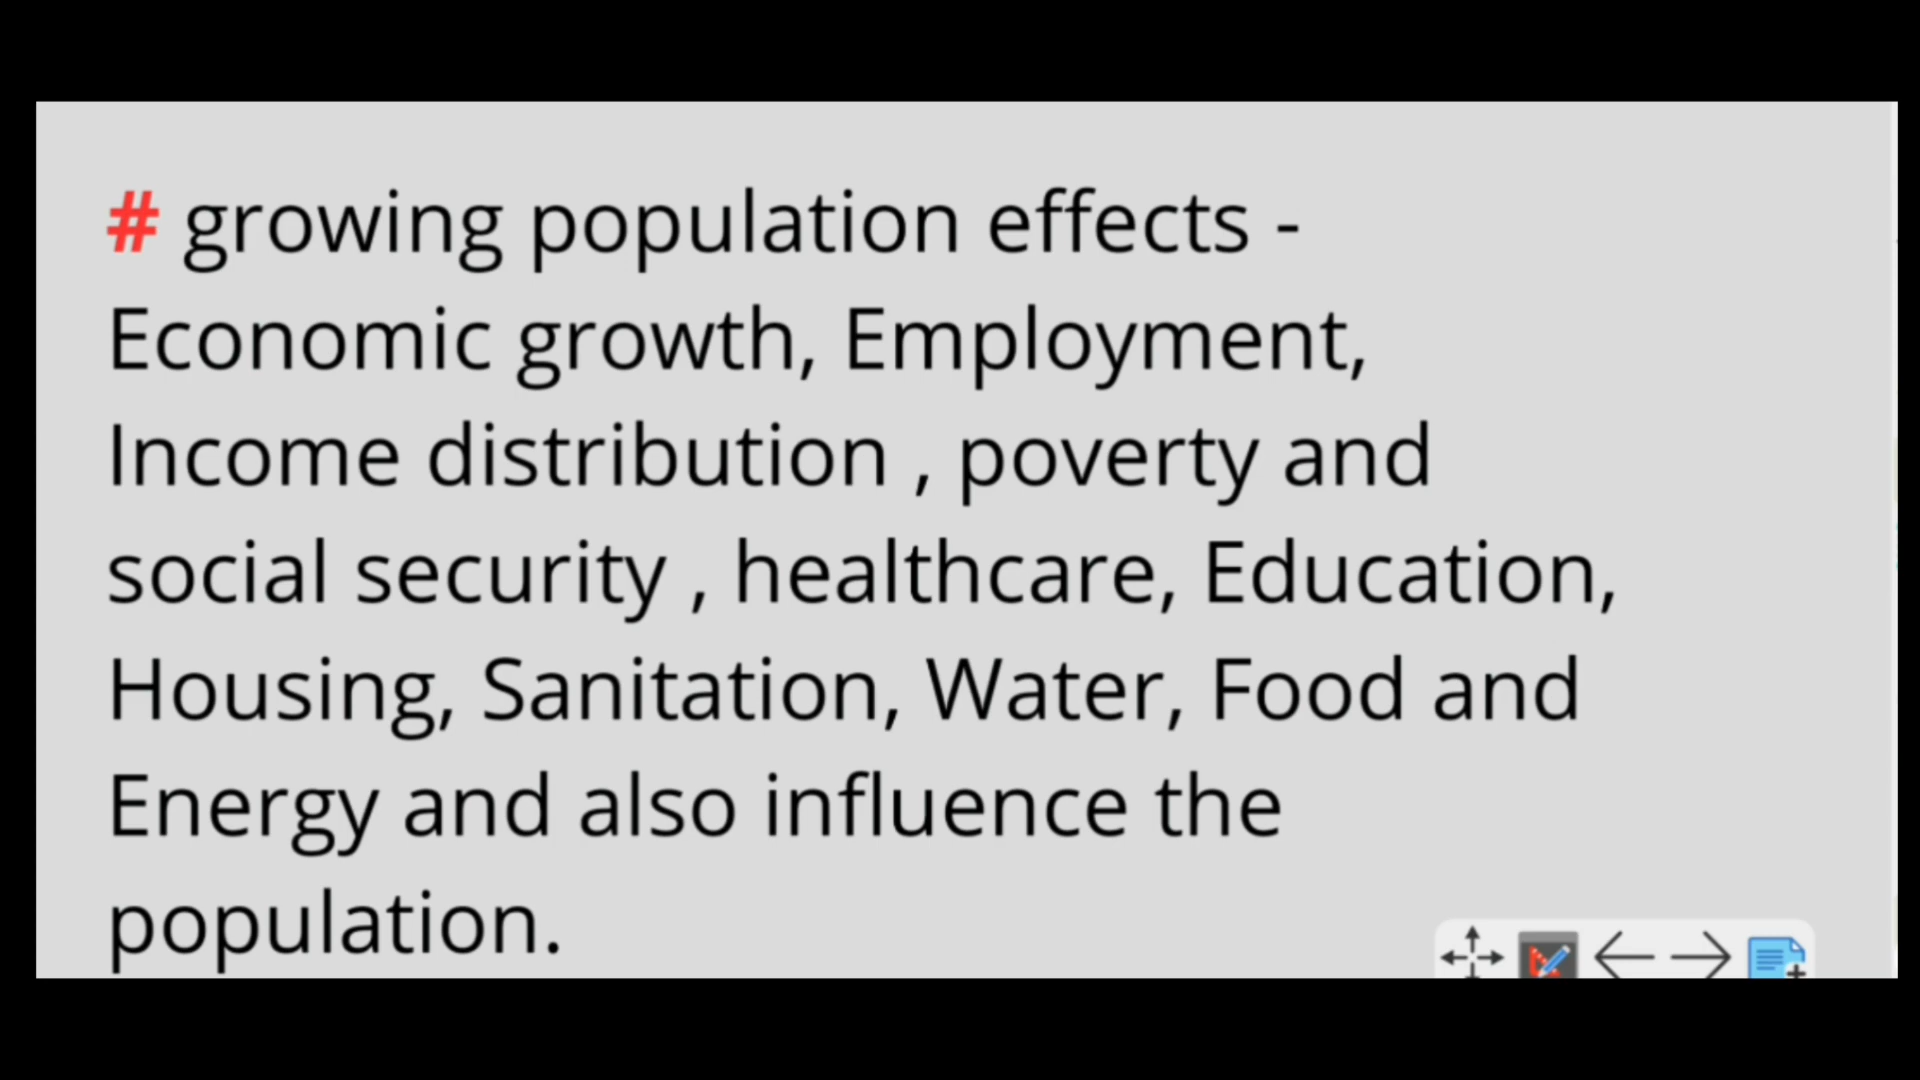 # growing population effects -
Economic growth, Employment,
Income distribution , poverty and
social security , healthcare, Education,
Housing, Sanitation, Water, Food and
Energy and also influence the
population.